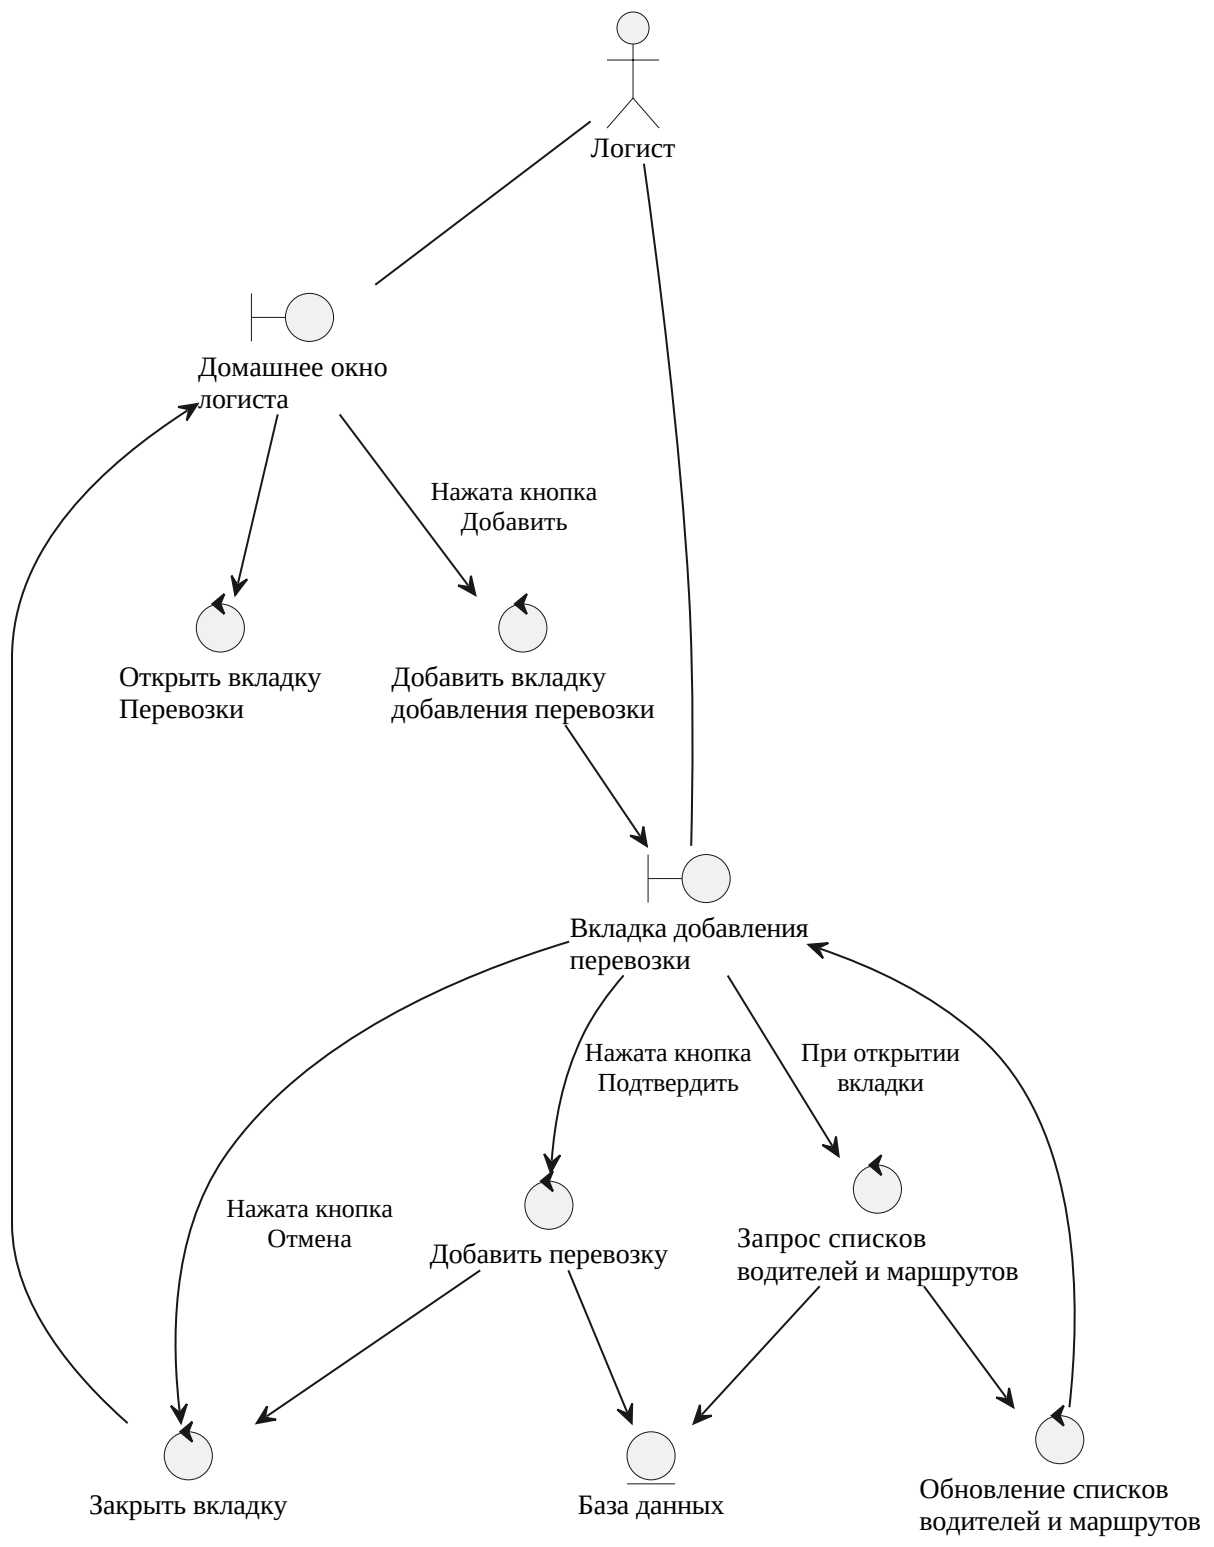 Логист
Домашнее окно
логиста
Нажата кнопка
Добавить
Открыть вкладку
Перевозки
Добавить вкладку
добавления перевозки
Вкладка добавления
перевозки
Нажата кнопка
Подтвердить
При открытии
вкладки
Нажата кнопка
Отмена
Добавить перевозку
Запрос списков
водителей и маршрутов
Закрыть вкладку
База данных
Обновление списков
водителей и маршрутов